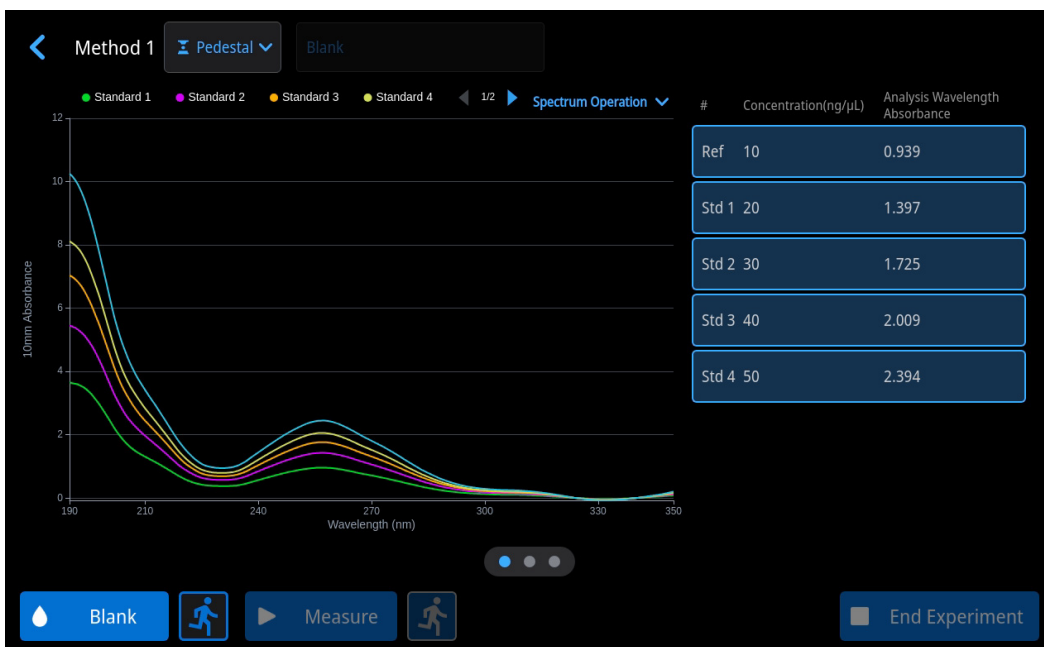 Method 1 Pedestal Blank
Standard 1 Standard 2 Standard 3 Standard 4 1/2 Spectrum Operation
# Concentration(ng/µL) Analysis Wavelength
Absorbance
Ref 10 0.939
Std 1 20 1.397
Std 2 30 1.725
Std 3 40 2.009
Std 4 50 2.394
10mm Absorbance
12
10
8
6
4
2
0
190 210 240 270 300 330 350
Wavelength (nm)
Blank Measure End Experiment